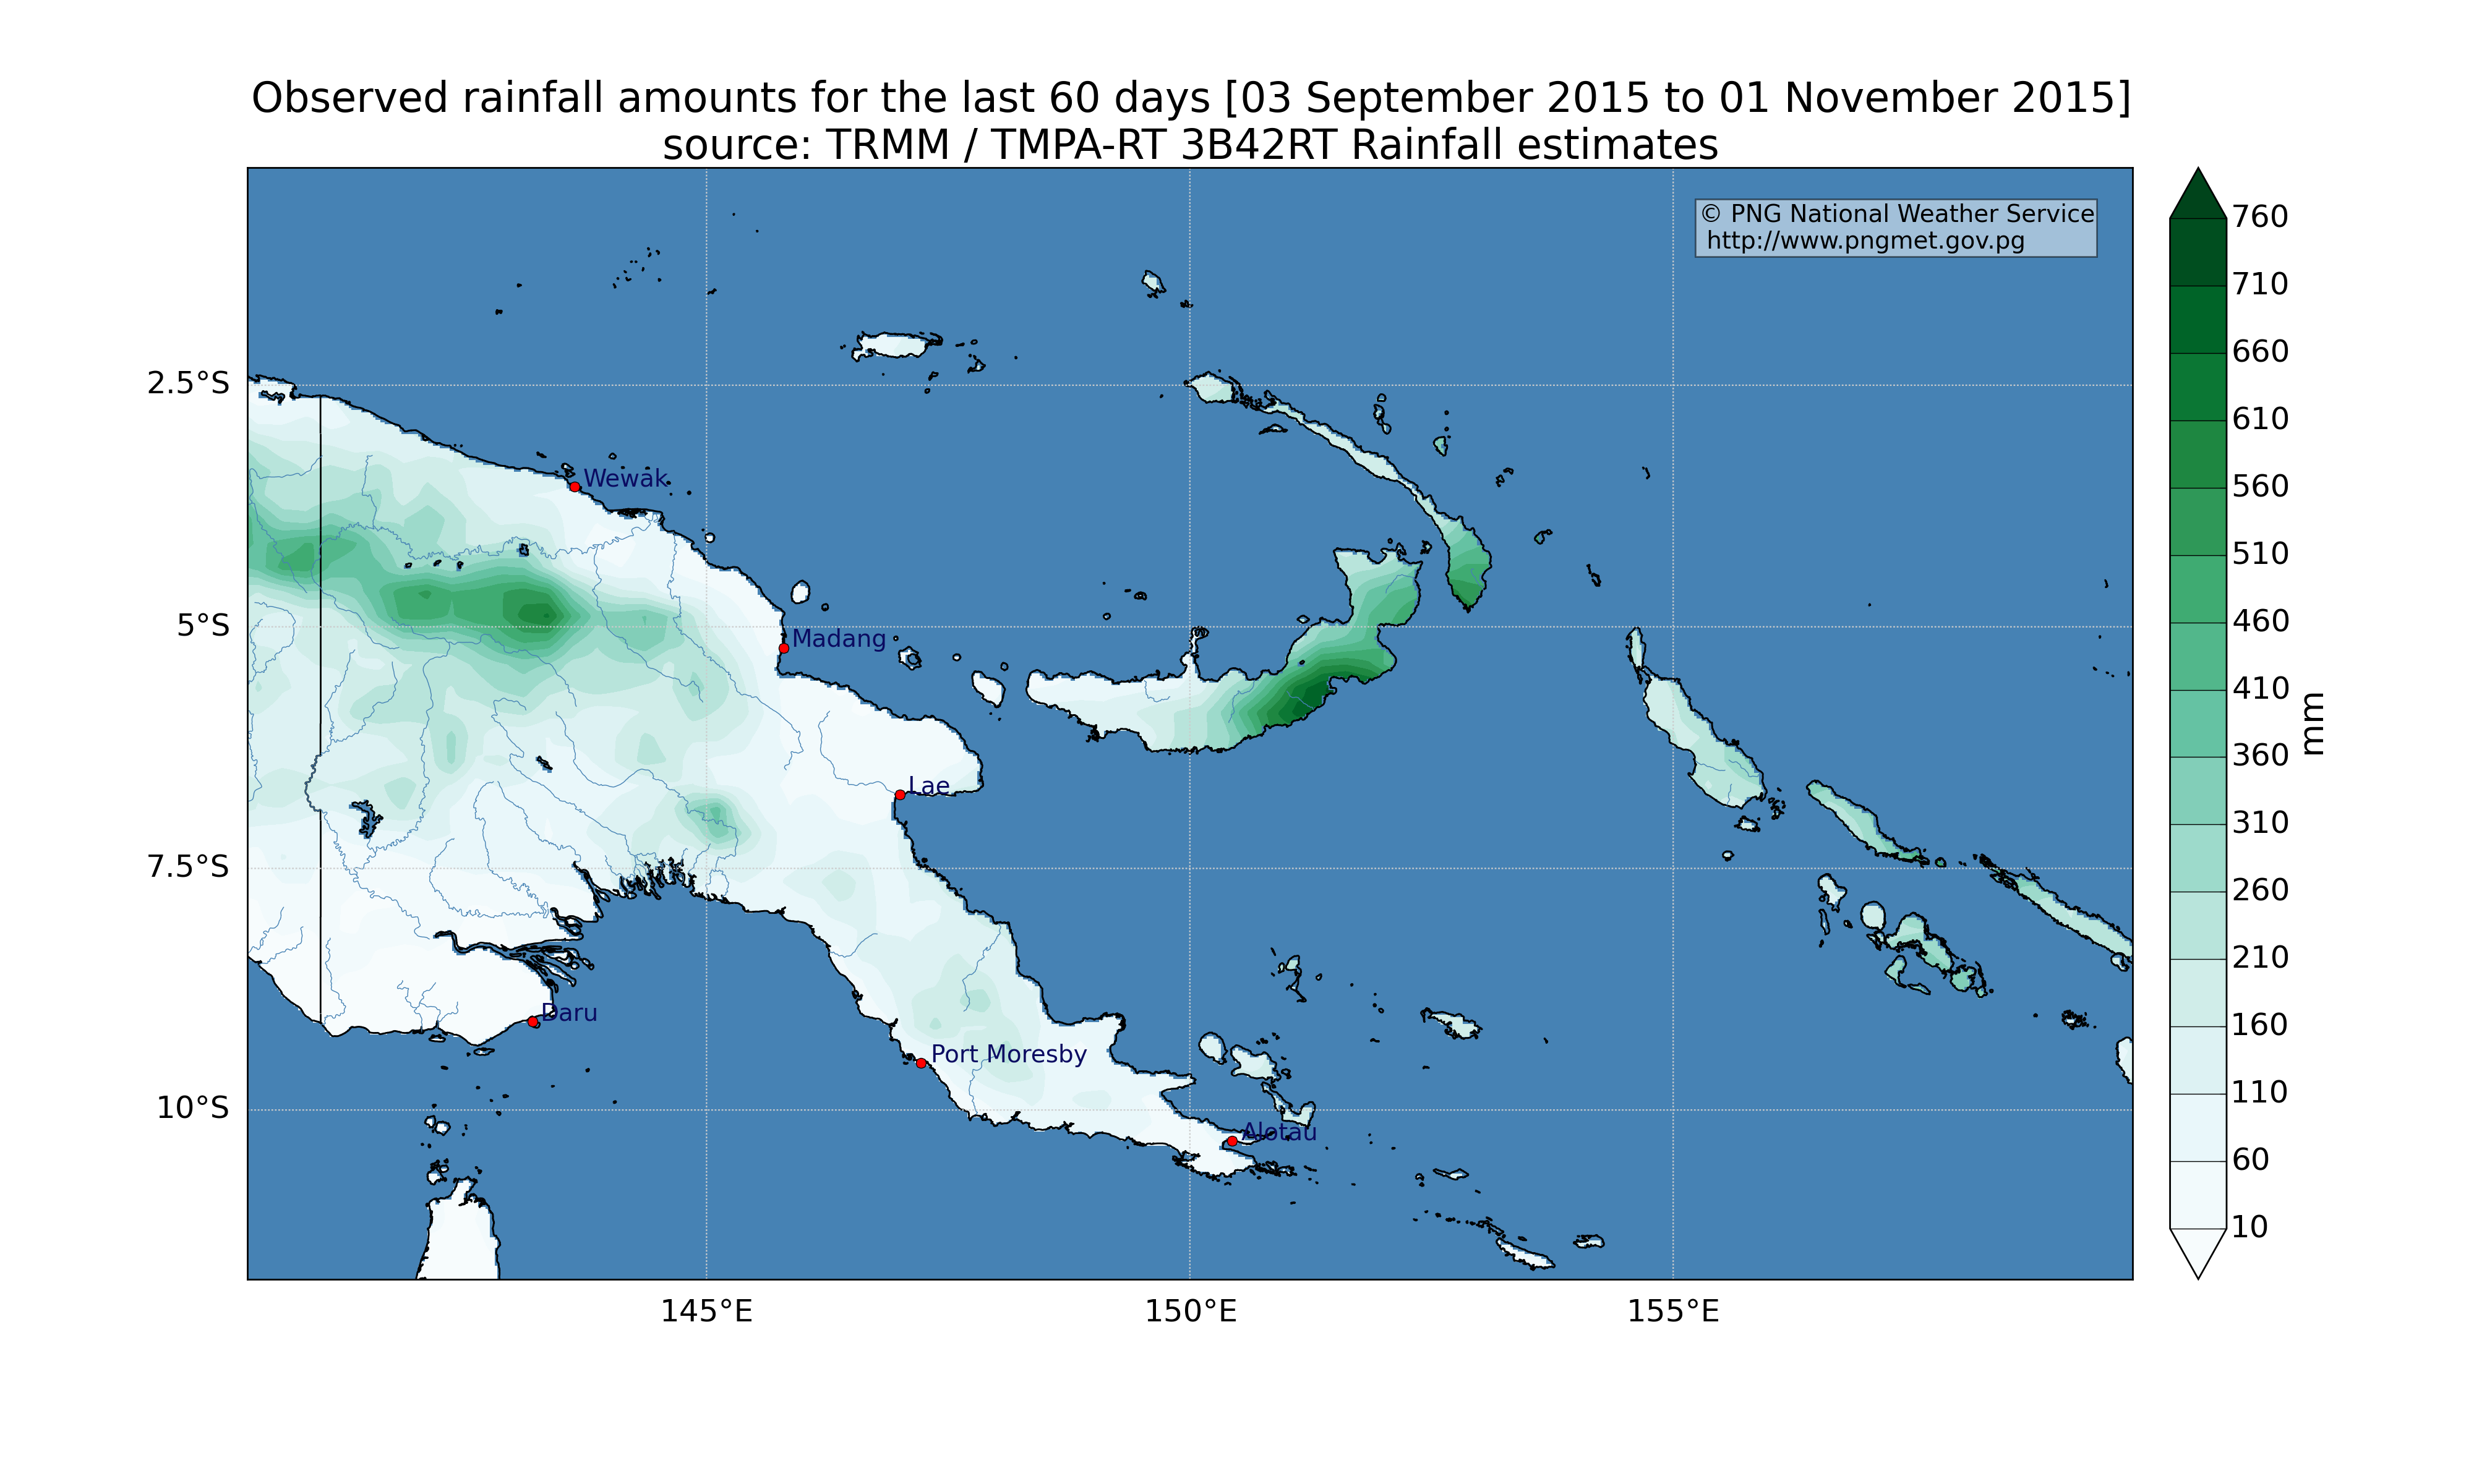 Observed rainfall amounts for the last 60 days [03 September 2015 to 01 November 2015]
source: TRMM / TMPA-RT 3B42RT Rainfall estimates
© PNG National Weather Service
http://www.pngmet.gov.pg
760
710
660
610
560
510
460
410
360
310
260
210
160
110
60
10
mm
2.5°S
5°S
7.5°S
10°S
Wewak
Madang
Lae
Daru
Port Moresby
Alotau
145°E
150°E
155°E